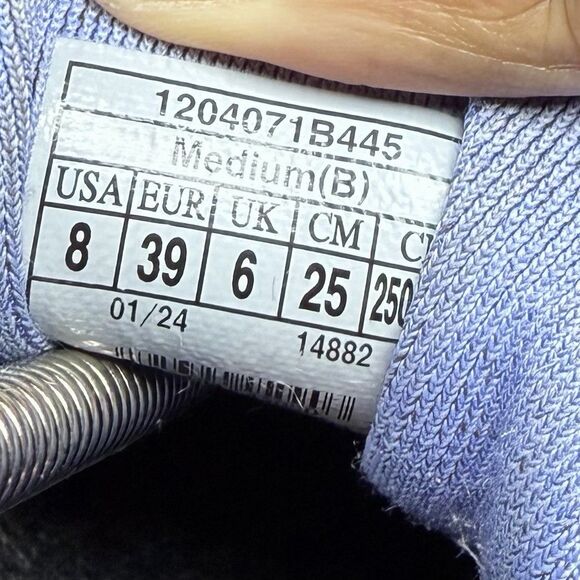 1204071B445
Medium(B)
USA EUR UK CM
8 39 6 25 250
01/24 14882